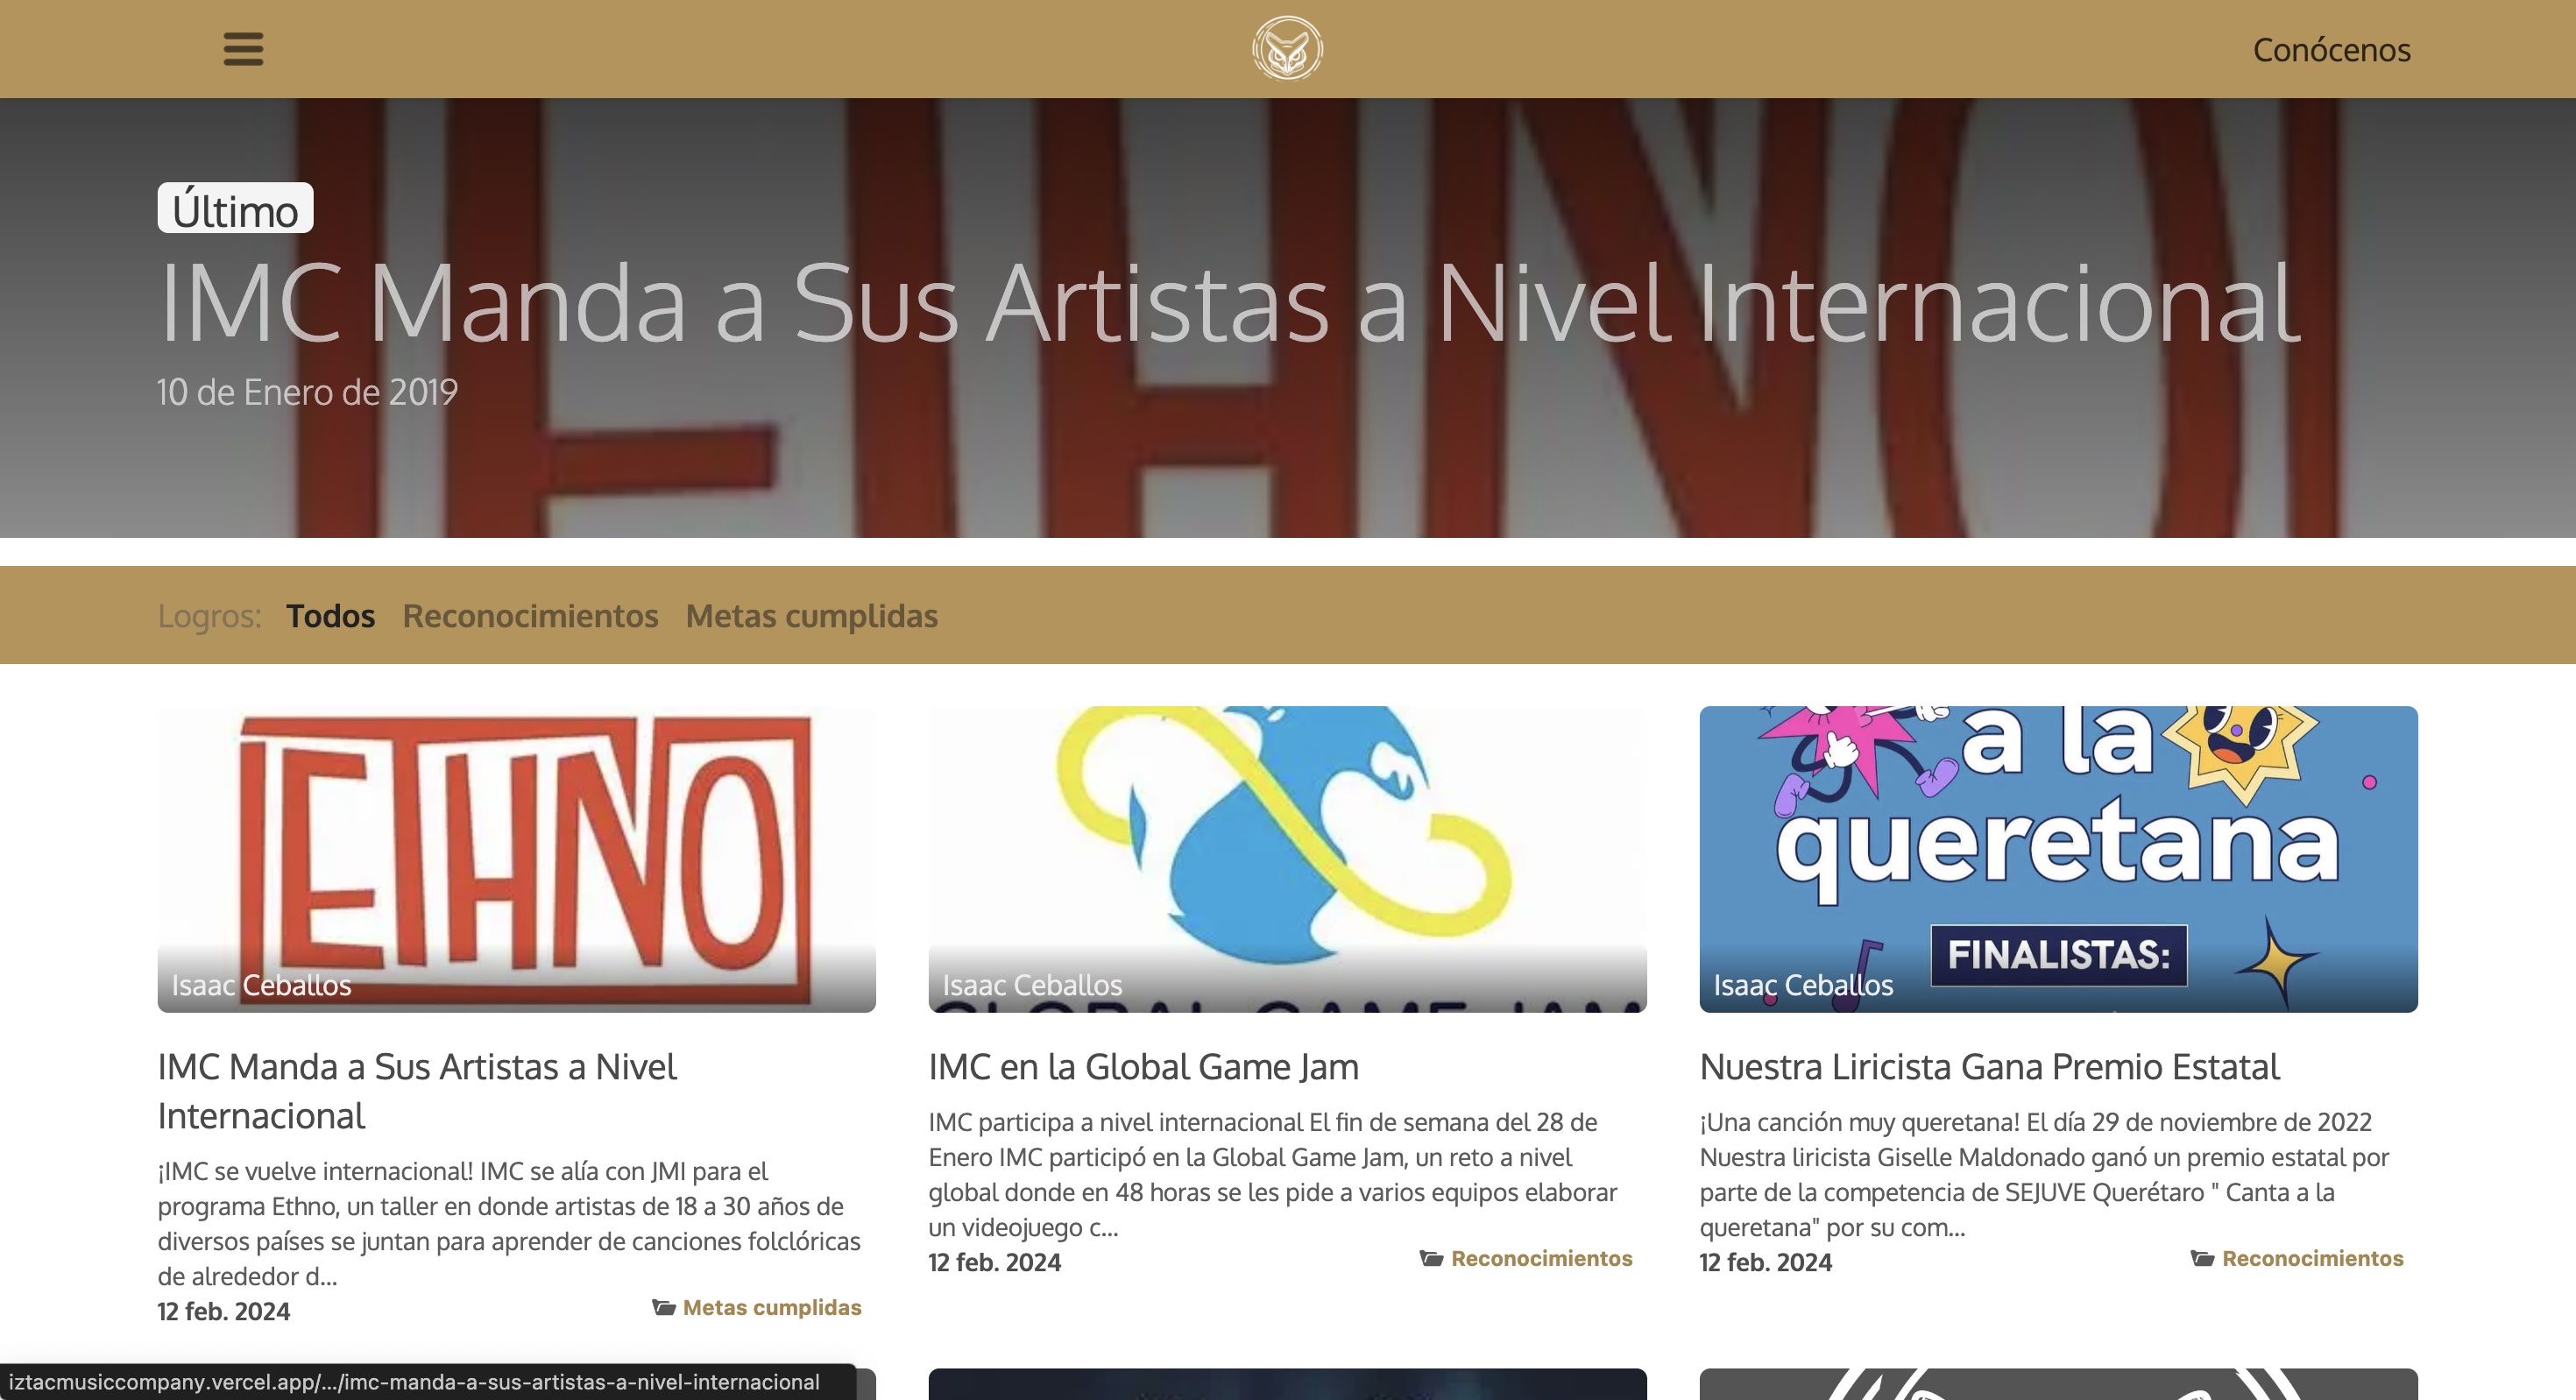 Conócenos
Último
IMC Manda a Sus Artistas a Nivel Internacional
10 de Enero de 2019
Logros: Todos Reconocimientos Metas cumplidas
ETHNO
Isaac Ceballos
IMC Manda a Sus Artistas a Nivel
Internacional
¡IMC se vuelve internacional! IMC se alía con JMI para el
programa Ethno, un taller en donde artistas de 18 a 30 años de
diversos países se juntan para aprender de canciones folclóricas
de alrededor d...
12 feb. 2024
Metas cumplidas
Isaac Ceballos
GLOBAL GAME JAM
IMC en la Global Game Jam
IMC participa a nivel internacional El fin de semana del 28 de
Enero IMC participó en la Global Game Jam, un reto a nivel
global donde en 48 horas se les pide a varios equipos elaborar
un videojuego c...
12 feb. 2024
Reconocimientos
a la
queretana
FINALISTAS:
Isaac Ceballos
Nuestra Liricista Gana Premio Estatal
¡Una canción muy queretana! El día 29 de noviembre de 2022
Nuestra liricista Giselle Maldonado ganó un premio estatal por
parte de la competencia de SEJUVE Querétaro " Canta a la
queretana" por su com...
12 feb. 2024
Reconocimientos
iztacmusiccompany.vercel.app/.../imc-manda-a-sus-artistas-a-nivel-internacional